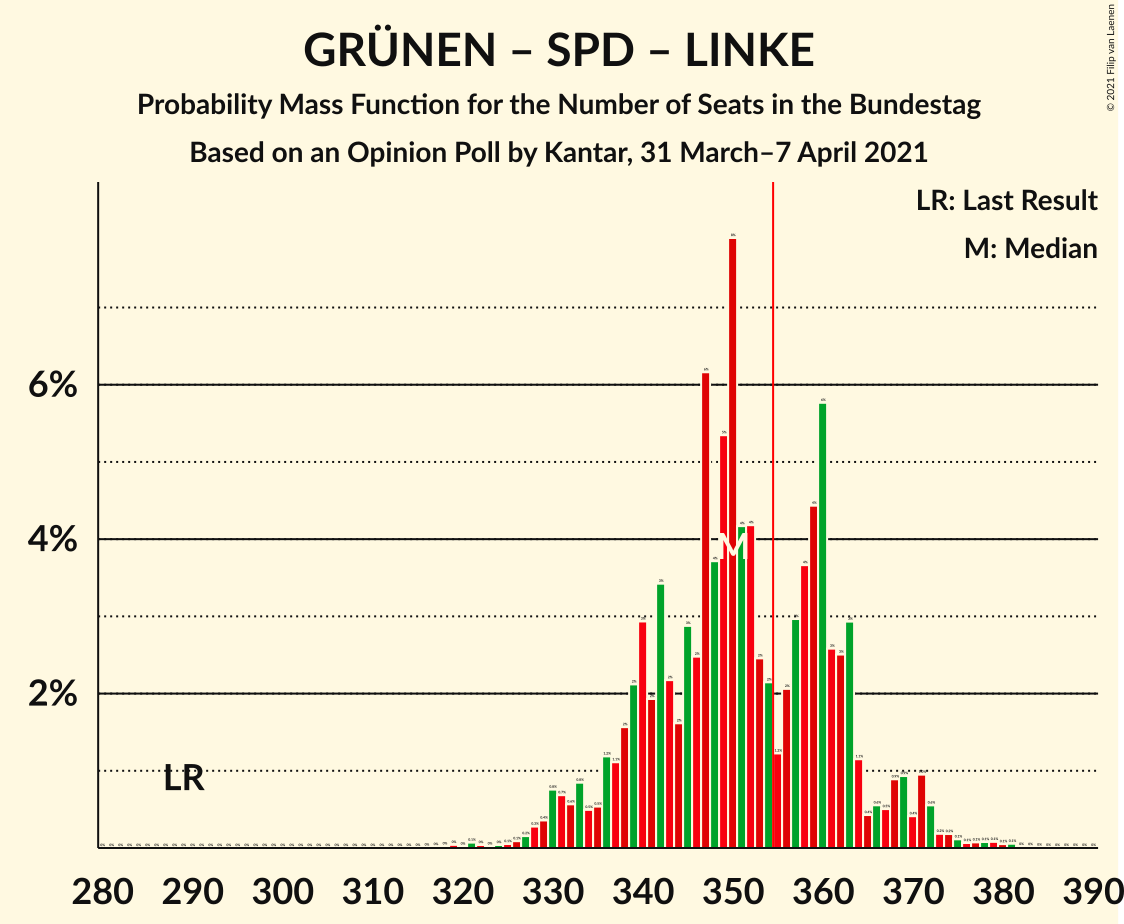 GRÜNEN – SPD – LINKE
Probability Mass Function for the Number of Seats in the Bundestag
Based on an Opinion Poll by Kantar, 31 March–7 April 2021
© 2021 Filip van Laenen
LR: Last Result
M: Median
6%
4%
2%
LR
M
280 290 300 310 320 330 340 350 360 370 380 390